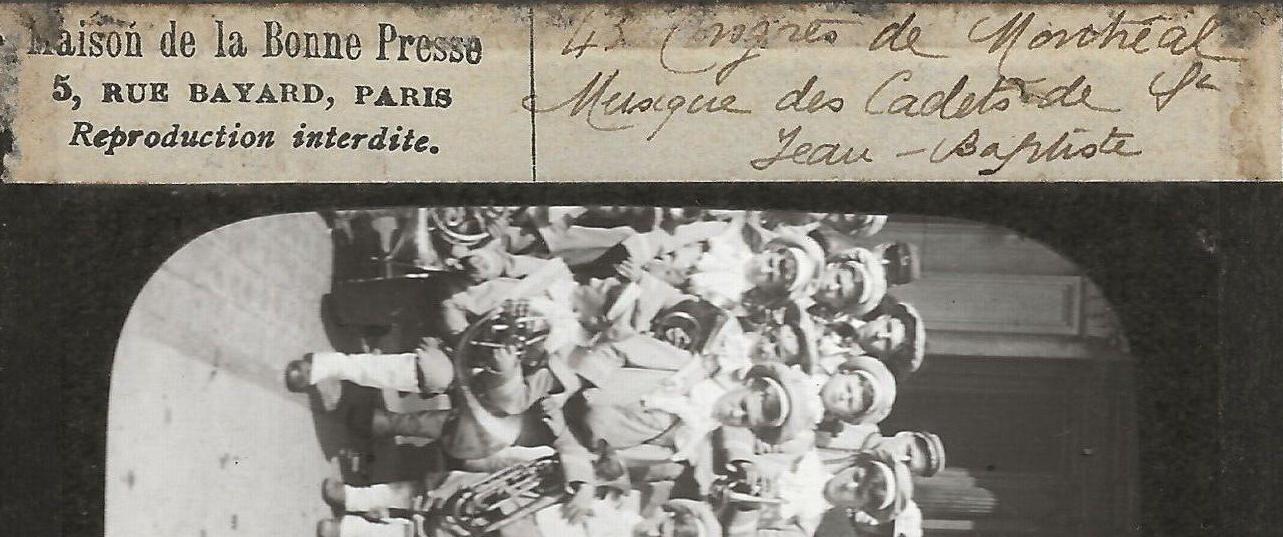 Maison de la Bonne Presse
5, RUE BAYARD, PARIS
Reproduction interdite.
Congrès de Montréal
Musique des Cadets de St
Jean-Baptiste